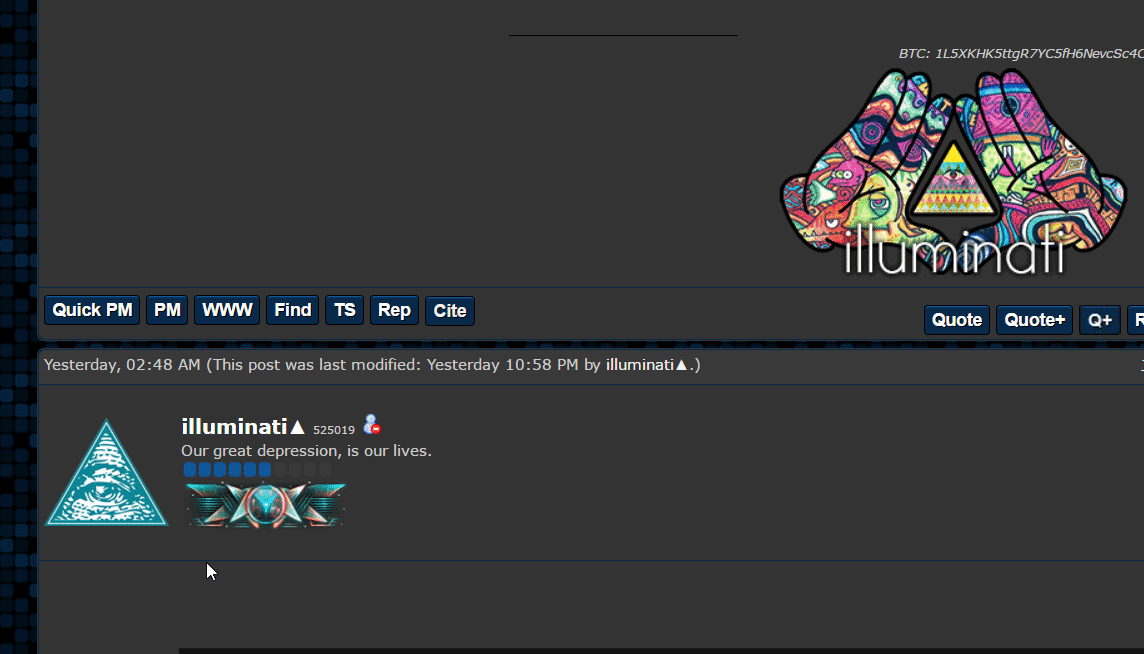 BTC: 1L5XKHK5ttgR7YC5fH6NevcSc4
illuminati
Quick PM PM WWW Find TS Rep Cite
Quote Quote+ Q+
Yesterday, 02:48 AM (This post was last modified: Yesterday 10:58 PM by illuminati▲.)
illuminati▲ 525019
Our great depression, is our lives.